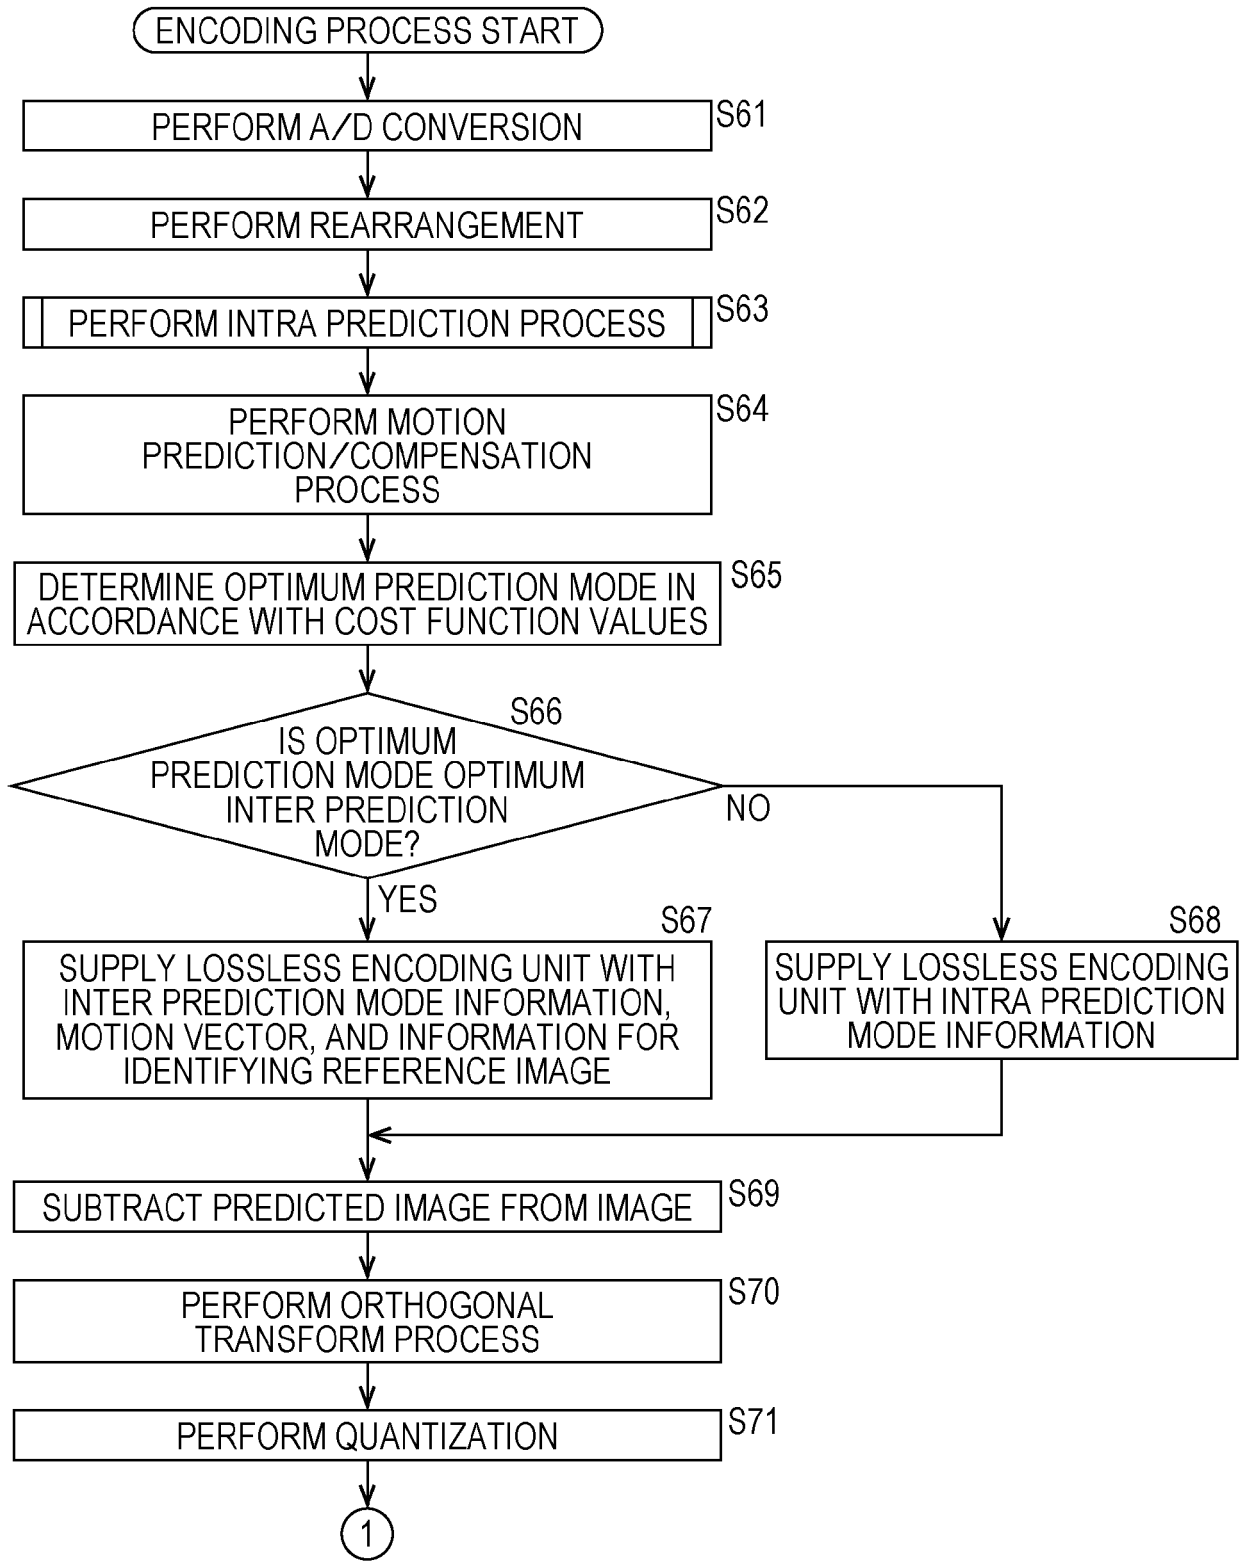 ENCODING PROCESS START
PERFORM A/D CONVERSION
S61
PERFORM REARRANGEMENT
S62
PERFORM INTRA PREDICTION PROCESS
S63
PERFORM MOTION
PREDICTION/COMPENSATION
PROCESS
S64
DETERMINE OPTIMUM PREDICTION MODE IN
ACCORDANCE WITH COST FUNCTION VALUES
S65
S66
IS OPTIMUM
PREDICTION MODE OPTIMUM
INTER PREDICTION
MODE?
NO
YES
S67
SUPPLY LOSSLESS ENCODING UNIT WITH
INTER PREDICTION MODE INFORMATION,
MOTION VECTOR, AND INFORMATION FOR
IDENTIFYING REFERENCE IMAGE
S68
SUPPLY LOSSLESS ENCODING
UNIT WITH INTRA PREDICTION
MODE INFORMATION
SUBTRACT PREDICTED IMAGE FROM IMAGE
S69
PERFORM ORTHOGONAL
TRANSFORM PROCESS
S70
PERFORM QUANTIZATION
S71
1